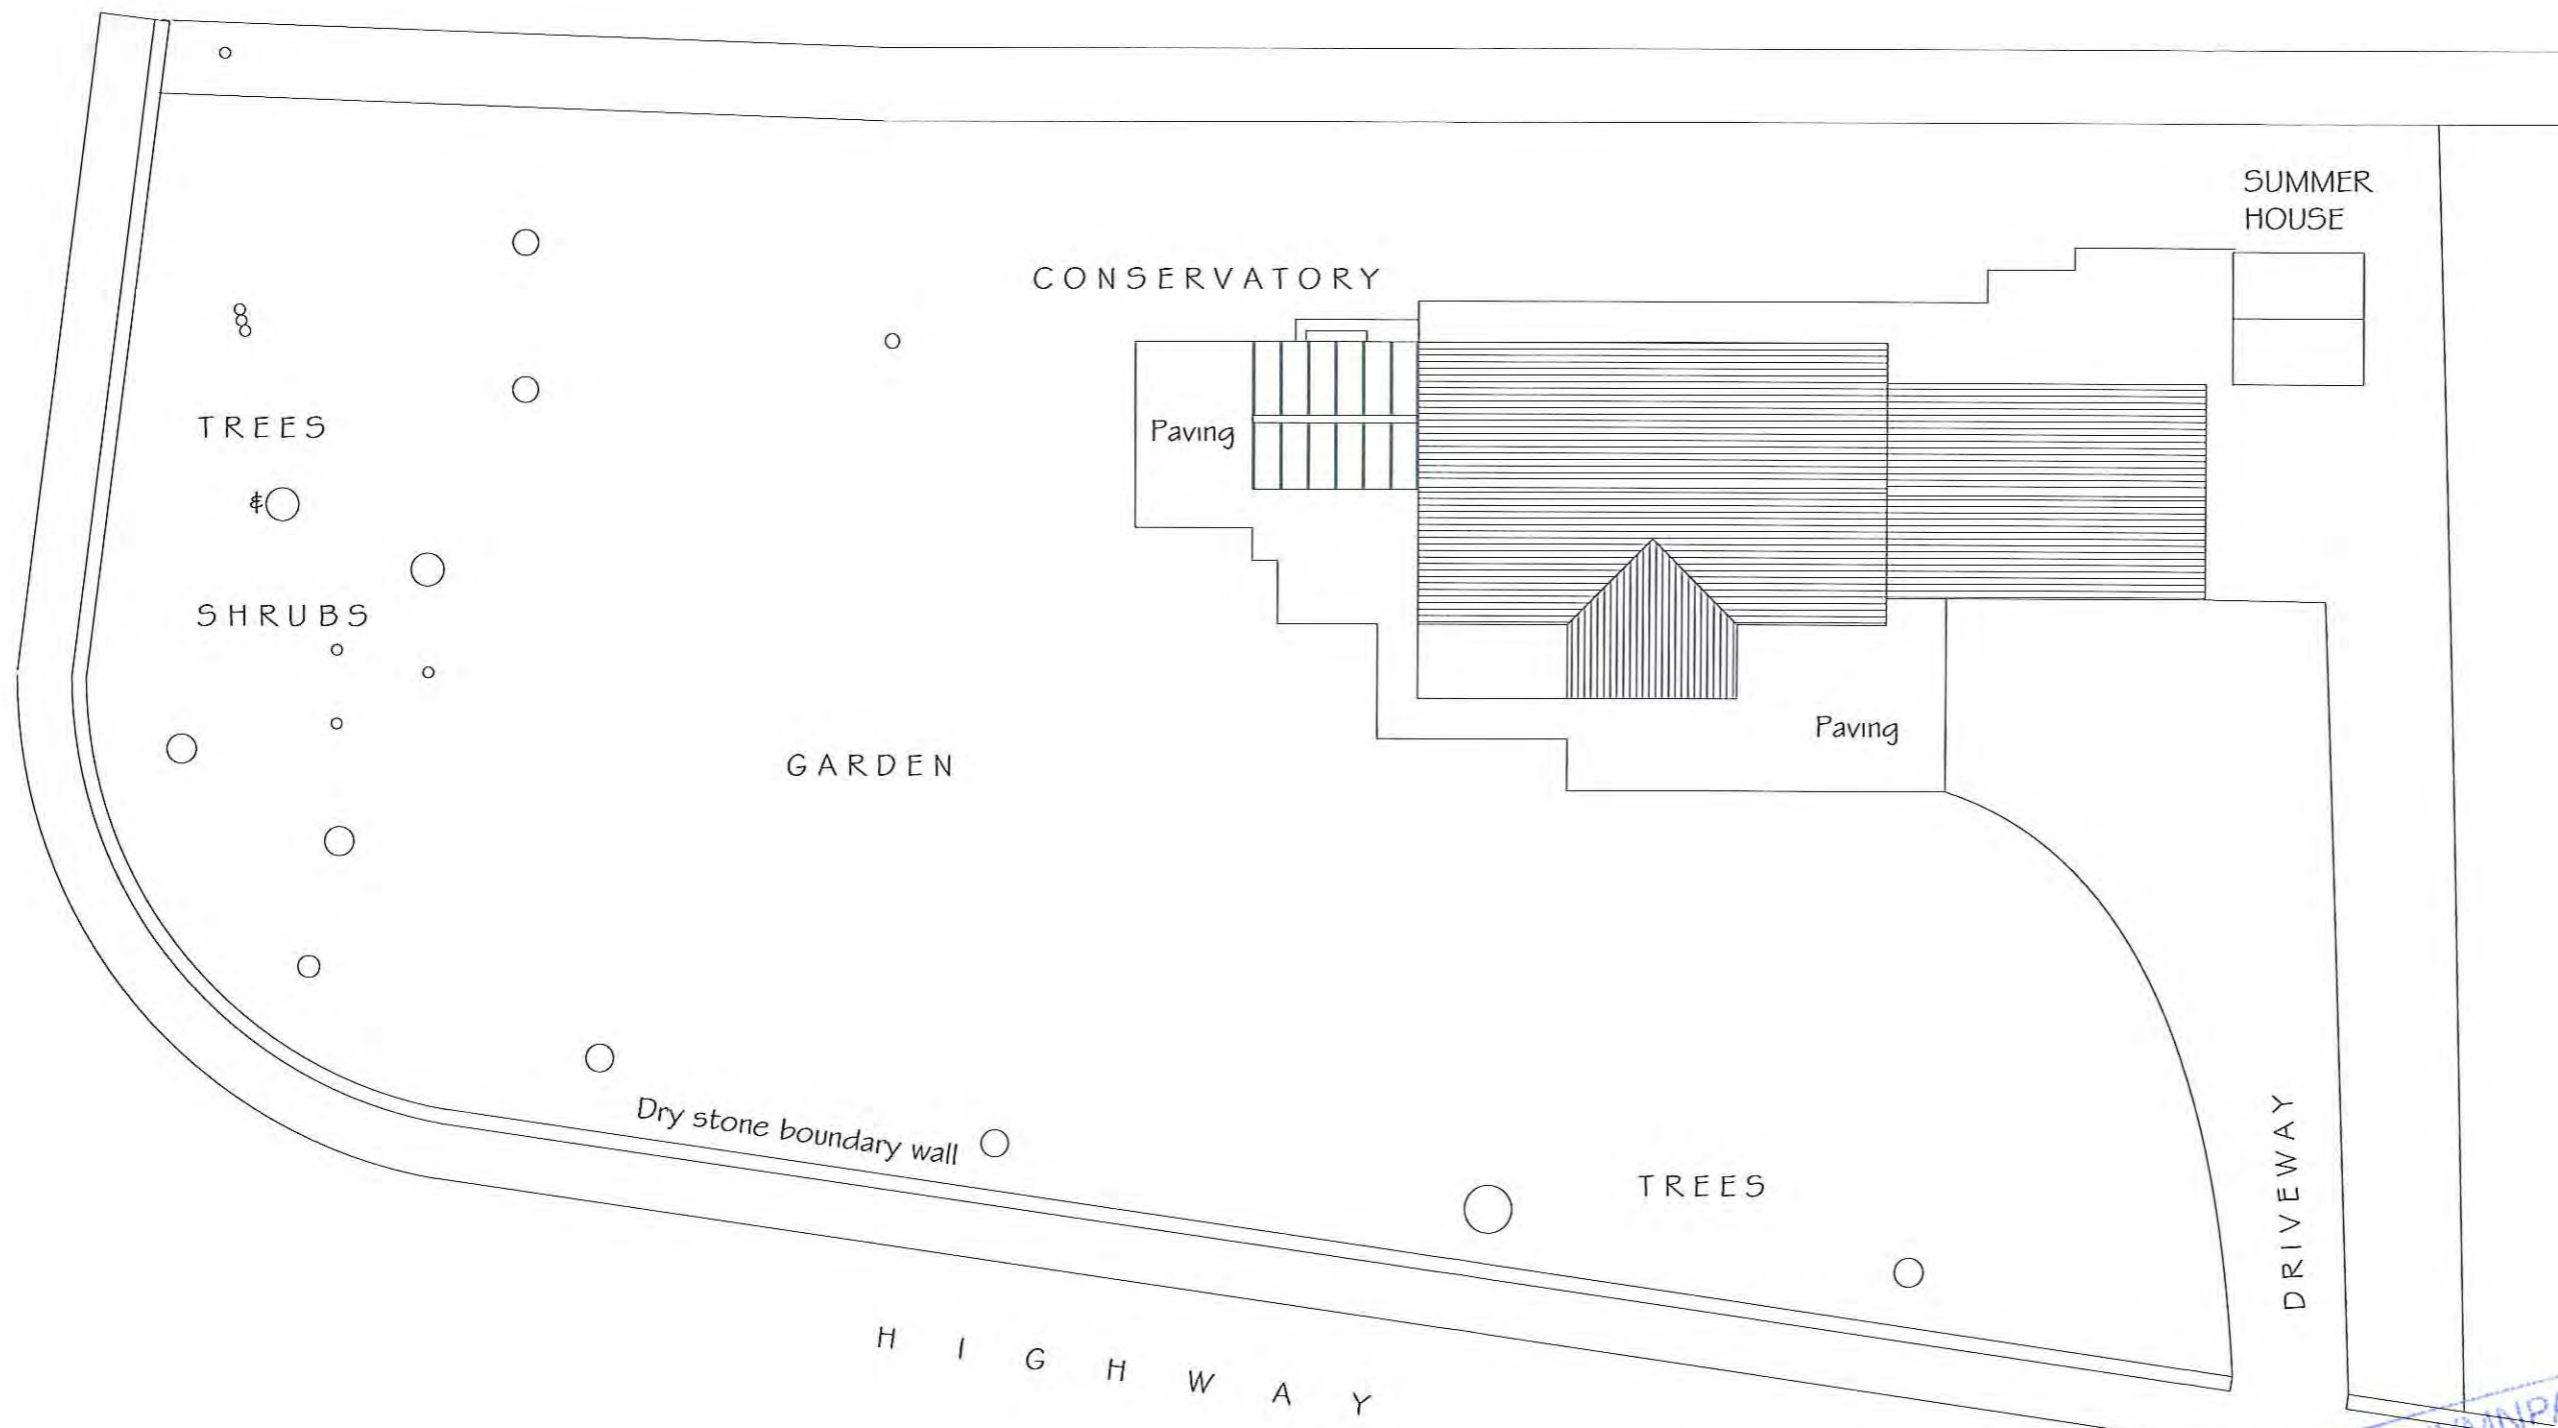 SUMMER
HOUSE
CONSERVATORY
TREES
Paving
&
SHRUBS
Paving
GARDEN
Dry stone boundary wall
TREES
DRIVEWAY
HIGHWAY